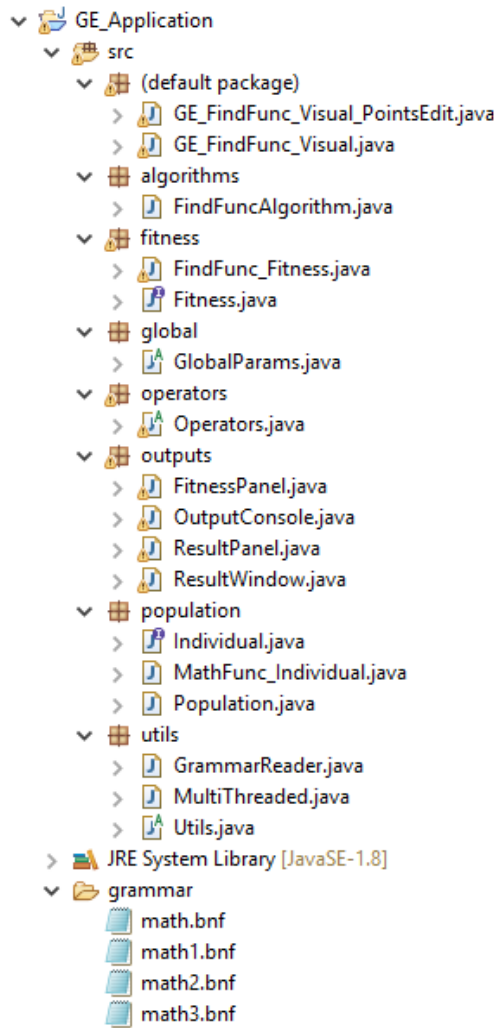 GE_Application
src
(default package)
GE_FindFunc_Visual_PointsEdit.java
GE_FindFunc_Visual.java
algorithms
FindFuncAlgorithm.java
fitness
FindFunc_Fitness.java
Fitness.java
global
GlobalParams.java
operators
Operators.java
outputs
FitnessPanel.java
OutputConsole.java
ResultPanel.java
ResultWindow.java
population
Individual.java
MathFunc_Individual.java
Population.java
utils
GrammarReader.java
MultiThreaded.java
Utils.java
JRE System Library [JavaSE-1.8]
grammar
math.bnf
math1.bnf
math2.bnf
math3.bnf